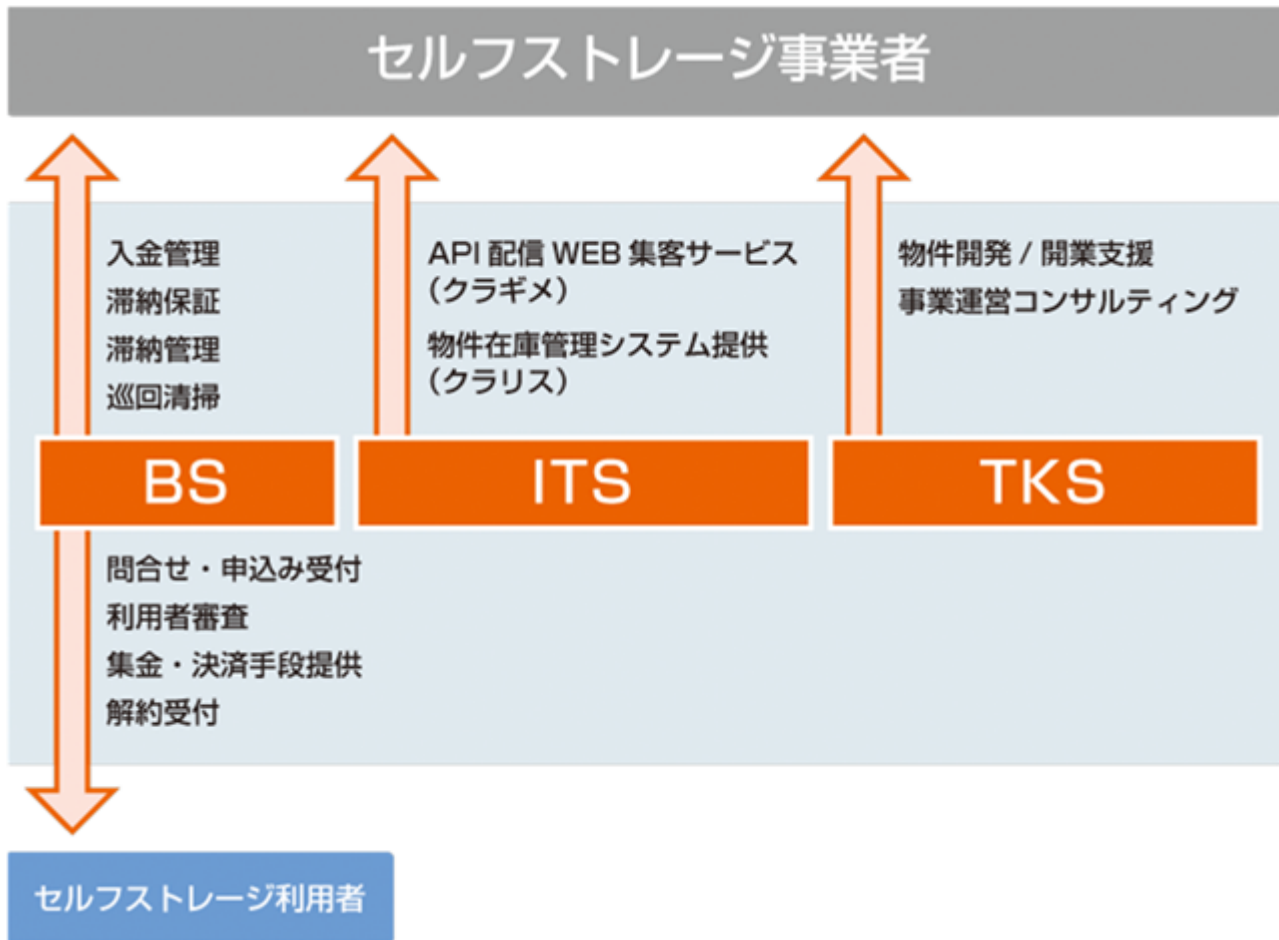 セルフストレージ事業者
入金管理
滞納保証
滞納管理
巡回清掃
API 配信 WEB 集客サービス
（クラギメ）
物件在庫管理システム提供
（クラリス）
物件開発 / 開業支援
事業運営コンサルティング
BS
ITS
TKS
問合せ・申込み受付
利用者審査
集金・決済手段提供
解約受付
セルフストレージ利用者